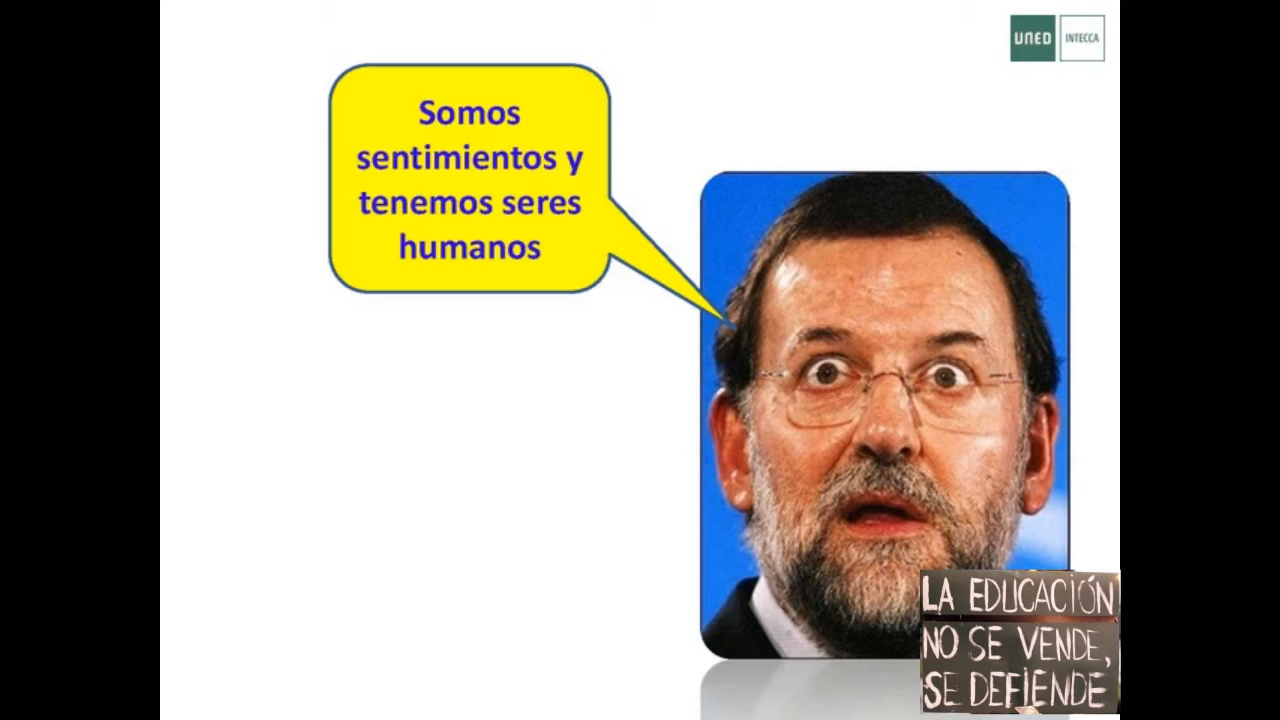 UNED INTECCA
Somos
sentimientos y
tenemos seres
humanos
LA EDUCACIÓN
NO SE VENDE,
SE DEFIENDE